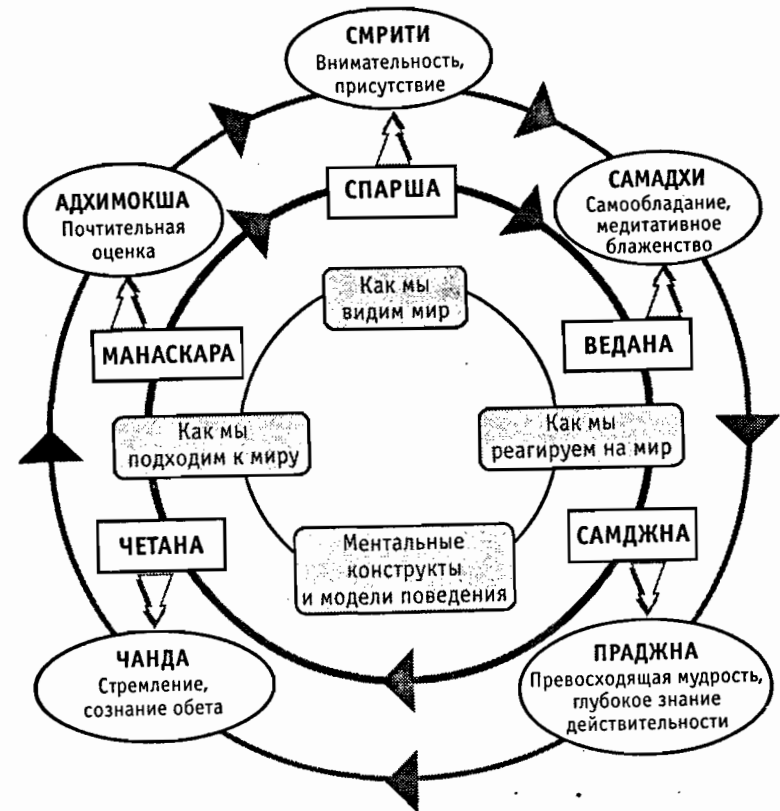 СМРИТИ
Внимательность,
присутствие
СПАРША
АДХИМОКША
Почтительная
оценка
САМАДХИ
Самообладание,
медитативное
блаженство
Как мы
видим мир
МАНАСКАРА
ВЕДАНА
Как мы
подходим к миру
Как мы
реагируем на мир
ЧЕТАНА
Ментальные
конструкты
и модели поведения
САМДЖНА
ЧАНДА
Стремление,
сознание обета
ПРАДЖНА
Превосходящая мудрость,
глубокое знание
действительности